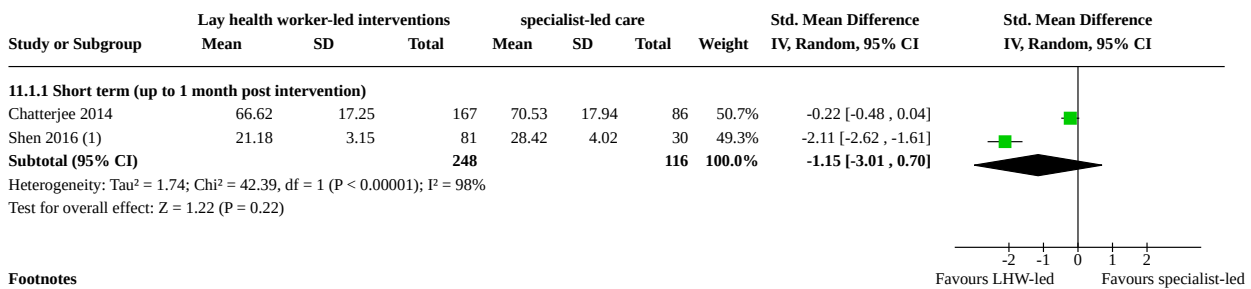 Lay health worker-led interventions specialist-led care Std. Mean Difference Std. Mean Difference
Study or Subgroup Mean SD Total Mean SD Total Weight IV, Random, 95% CI IV, Random, 95% CI
11.1.1 Short term (up to 1 month post intervention)
Chatterjee 2014 66.62 17.25 167 70.53 17.94 86 50.7% -0.22 [-0.48 , 0.04]
Shen 2016 (1) 21.18 3.15 81 28.42 4.02 30 49.3% -2.11 [-2.62 , -1.61]
Subtotal (95% CI) 248 116 100.0% -1.15 [-3.01 , 0.70]
Heterogeneity: Tau² = 1.74; Chi² = 42.39, df = 1 (P < 0.00001); I² = 98%
Test for overall effect: Z = 1.22 (P = 0.22)
-2 -1 0 1 2
Footnotes Favours LHW-led Favours specialist-led